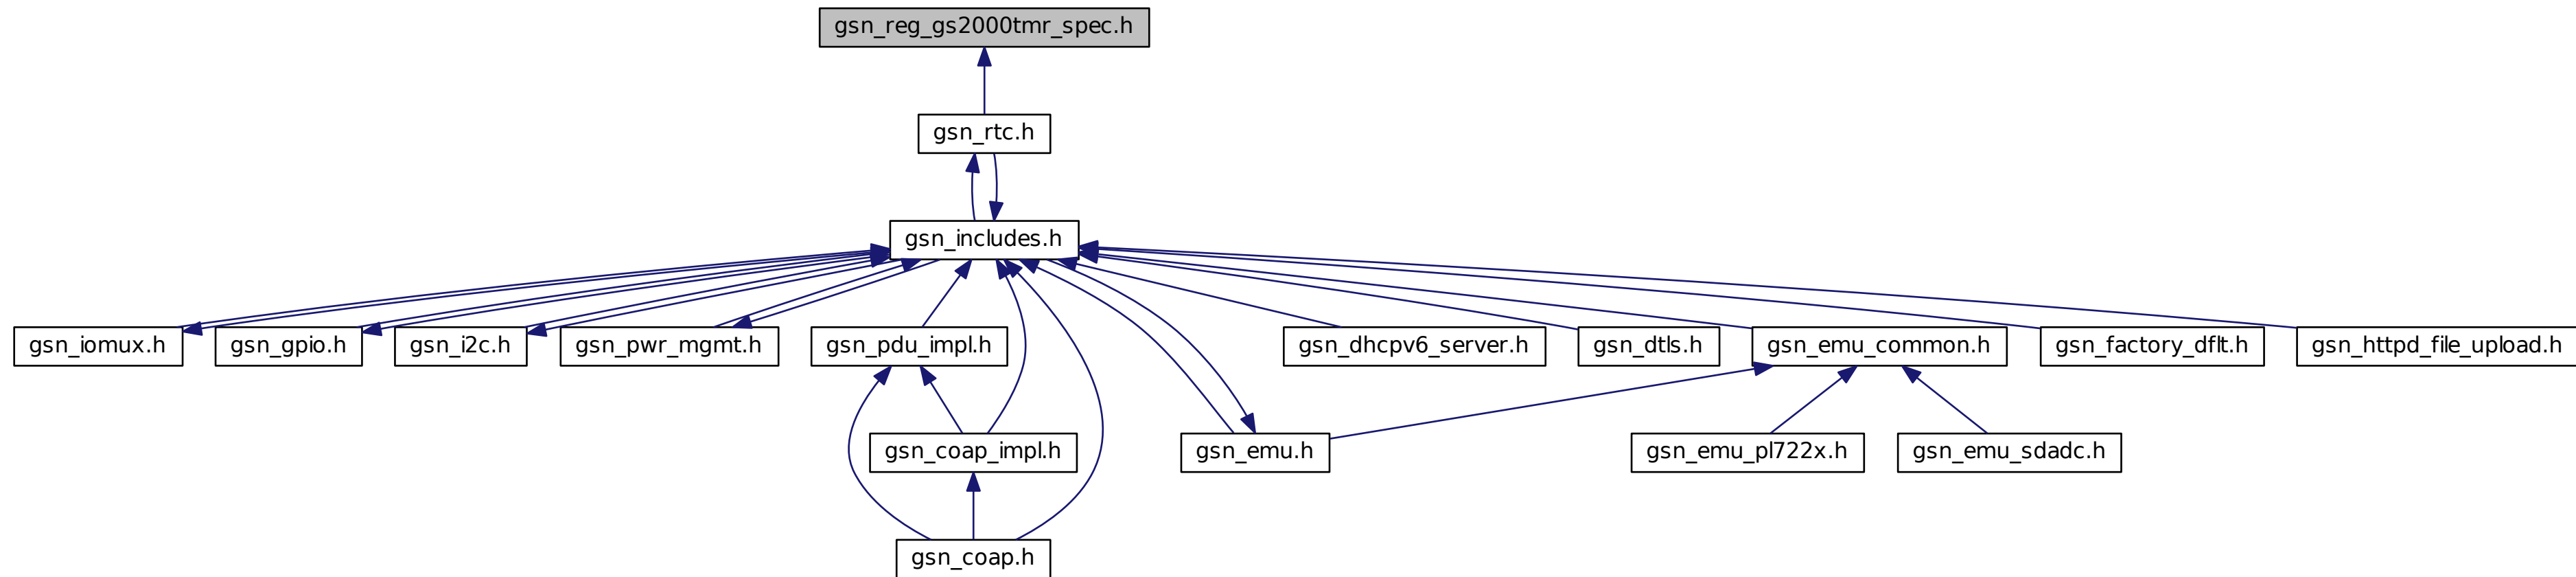 gsn_reg_gs2000tmr_spec.h
gsn_rtc.h
gsn_includes.h
gsn_iomux.h
gsn_gpio.h
gsn_i2c.h
gsn_pwr_mgmt.h
gsn_pdu_impl.h
gsn_dhcpv6_server.h
gsn_dtls.h
gsn_emu_common.h
gsn_factory_dflt.h
gsn_httpd_file_upload.h
gsn_coap_impl.h
gsn_emu.h
gsn_emu_pl722x.h
gsn_emu_sdadc.h
gsn_coap.h